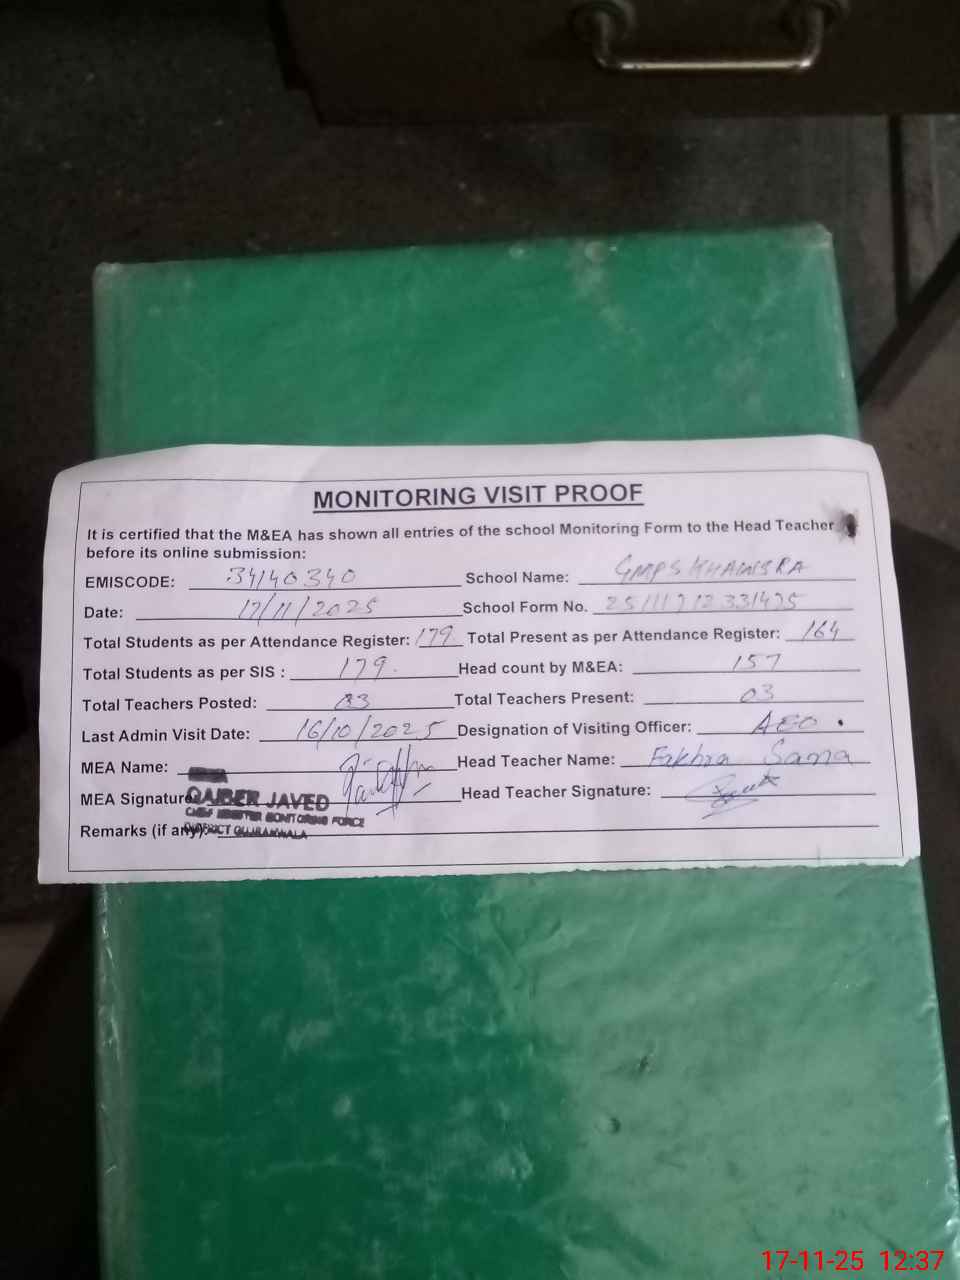 MONITORING VISIT PROOF
It is certified that the M&EA has shown all entries of the school Monitoring Form to the Head Teacher
before its online submission:
EMISCODE: 34140340 School Name: GMPS
Date: 17/11/2025 School Form No.
Total Students as per Attendance Register: 179 Total Present as per Attendance Register: 164
Total Students as per SIS : 179 Head count by M&EA: 157
Total Teachers Posted: 03 Total Teachers Present: 03
Last Admin Visit Date: 16/10/2025 Designation of Visiting Officer: AEO
MEA Name: Head Teacher Name: Fakhra Sana
MEA Signature Head Teacher Signature:
QAIBER JAVED
CHIEF MINISTER MONITORING FORCE
Remarks (if any):
DISTRICT GUJRANWALA
17-11-25 12:37